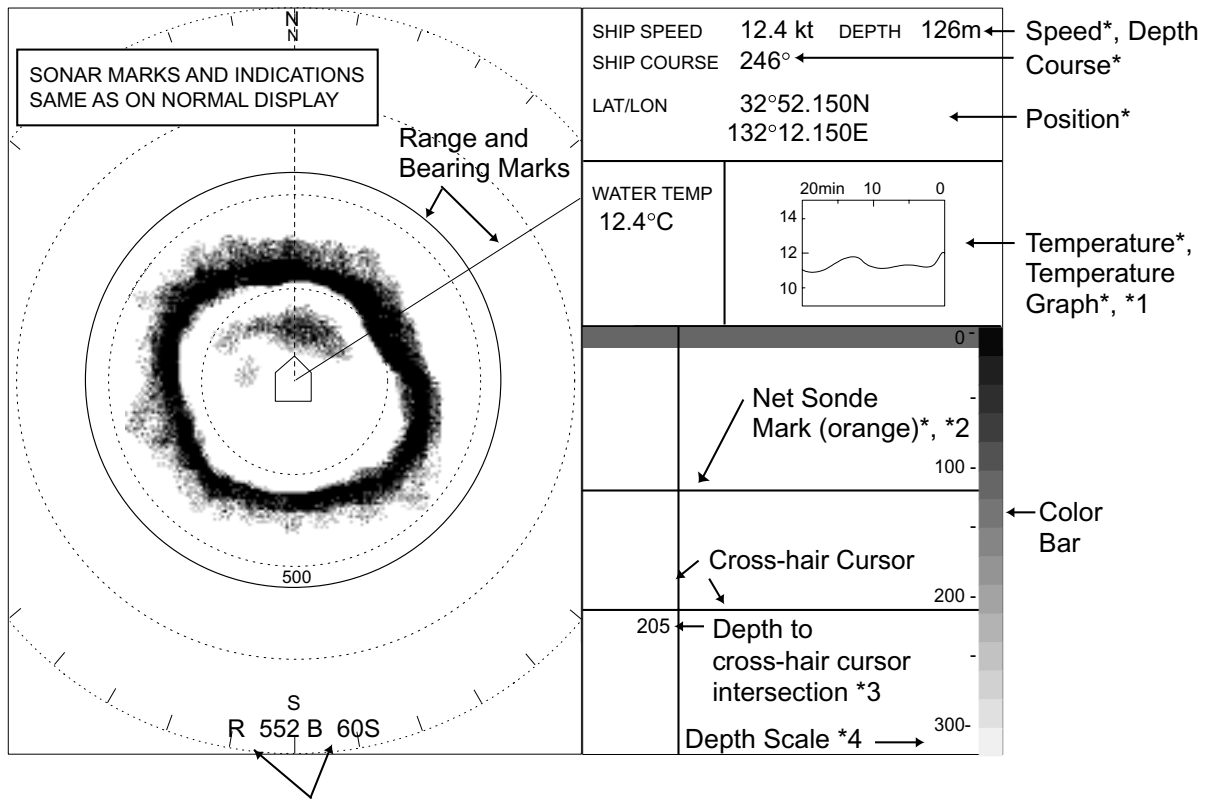 N
N
SONAR MARKS AND INDICATIONS
SAME AS ON NORMAL DISPLAY
Range and
Bearing Marks
500
S
R 552 B 60S
SHIP SPEED 12.4 kt DEPTH 126m
SHIP COURSE 246°
LAT/LON 32°52.150N
132°12.150E
Speed*, Depth
Course*
Position*
WATER TEMP
12.4°C
20min 10 0
14
12
10
Temperature*,
Temperature
Graph*, *1
0
Net Sonde
Mark (orange)*, *2
100
Color
Bar
Cross-hair Cursor
200
205
Depth to
cross-hair cursor
intersection *3
300
Depth Scale *4